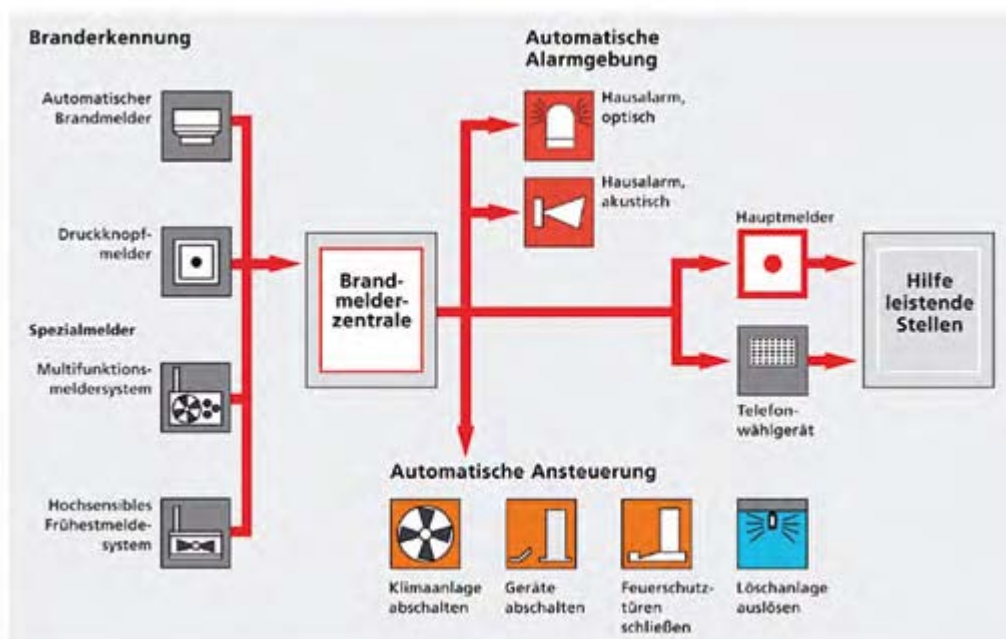 Branderkennung
Automatischer
Brandmelder
Druckknopf-
melder
Spezialmelder
Multifunktions-
meldersystem
Hochsensibles
Frühestmelde-
system
Brand-
melder-
zentrale
Automatische
Alarmgebung
Hausalarm,
optisch
Hausalarm,
akustisch
Hauptmelder
Telefon-
wählgerät
Hilfe
leistende
Stellen
Automatische Ansteuerung
Klimaanlage
abschalten
Geräte
abschalten
Feuerschutz-
türen
schließen
Löschanlage
auslösen